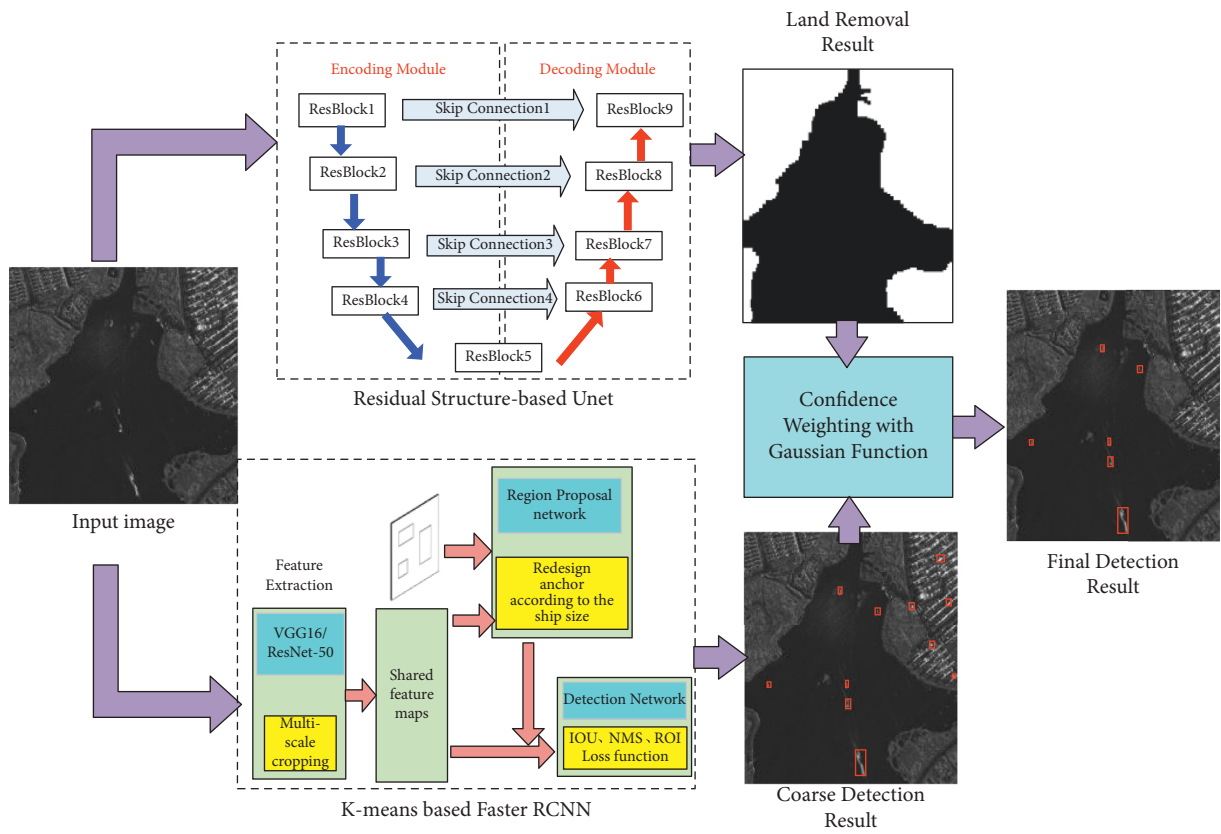 Land Removal
Result
Encoding Module
Decoding Module
ResBlock1
Skip Connection1
ResBlock9
ResBlock2
Skip Connection2
ResBlock8
ResBlock3
Skip Connection3
ResBlock7
ResBlock4
Skip Connection4
ResBlock6
ResBlock5
Residual Structure-based Unet
Input image
Confidence
Weighting with
Gaussian Function
Final Detection
Result
Feature
Extraction
VGG16/
ResNet-50
Multi-
scale
cropping
Shared
feature
maps
Region Proposal
network
Redesign
anchor
according to the
ship size
Detection Network
IOU、NMS、ROI
Loss function
K-means based Faster RCNN
Coarse Detection
Result